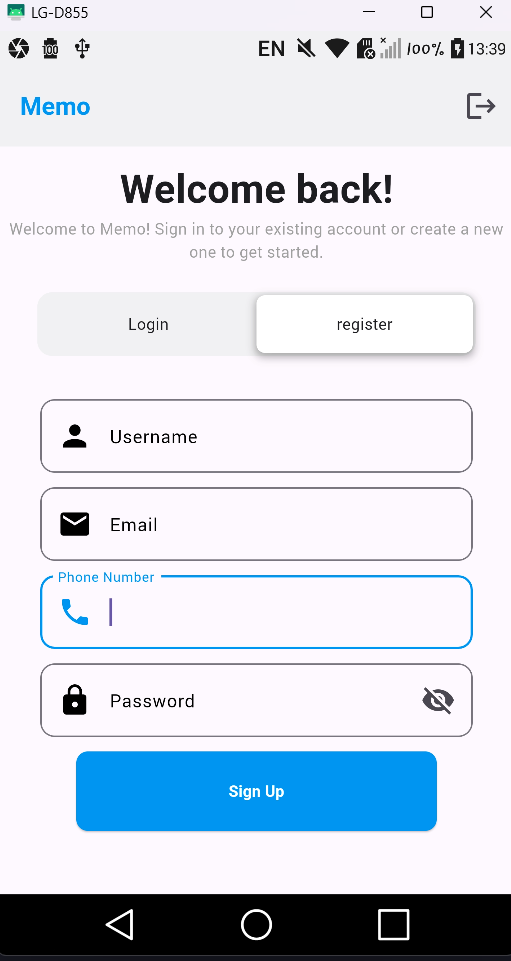 LG-D855
100 EN 100% 13:39
Memo
Welcome back!
Welcome to Memo! Sign in to your existing account or create a new
one to get started.
Login register
Username
Email
Phone Number
Password
Sign Up